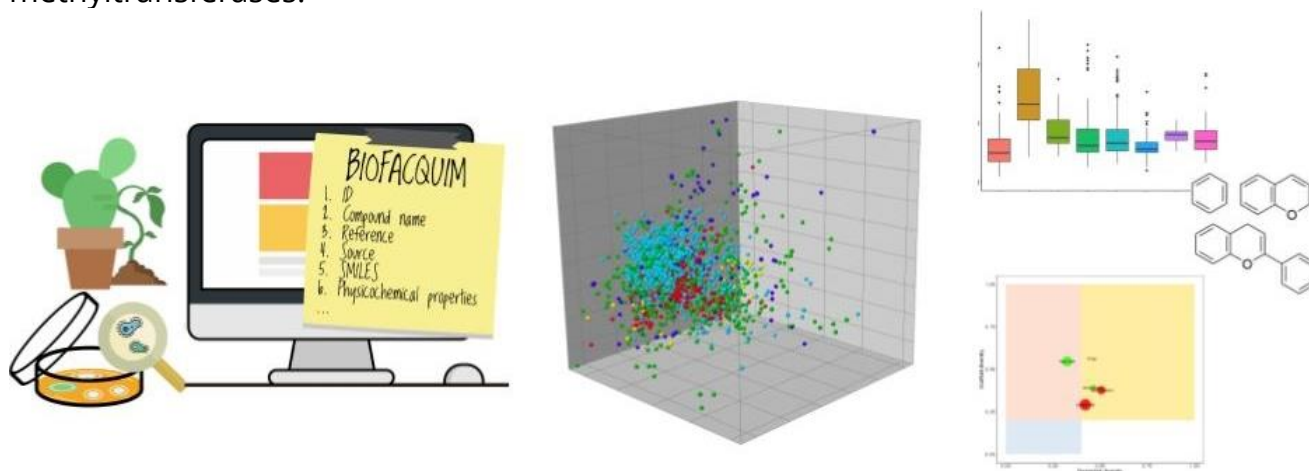 methyltransferases.
BIOFACQUIM
1. ID
2. Compound name
3. Reference
4. Source
5. SMILES
6. Physicochemical properties
...
O
O